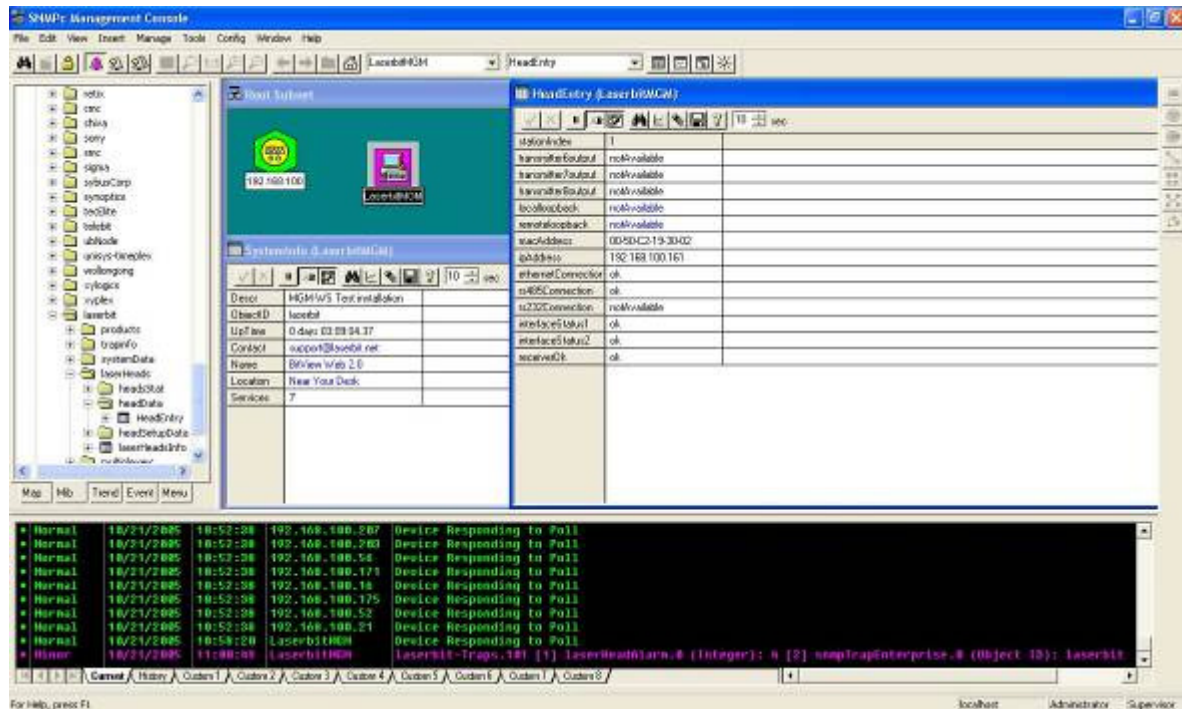 SNMPc Management Console
File Edit View Insert Manage Tools Config Window Help
LaserbitMGM HeadEntry
retix
cmc
shiva
sony
smc
sigma
sybusCorp
synoptics
tecElite
telebit
ubNode
unisys-timeplex
wollongong
xylogics
xyplex
laserbit
products
trapinfo
systemData
laserHeads
headsStat
headData
HeadEntry
headSetupData
laserHeadsInfo
Map Mib Trend Event Menu
Root Subnet
192.168.100
LaserbitMGM
SystemInfo (LaserbitMGM)
10 sec
Descr MGM-WS Test installation
ObjectID laserbit
UpTime 0 days 03:09:04.37
Contact support@laserbit.net
Name BitView Web 2.0
Location Near Your Desk
Services 7
HeadEntry (LaserbitMGM)
10 sec
stationIndex 1
transmitter6output notAvailable
transmitter7output notAvailable
transmitter8output notAvailable
localloopback notAvailable
remoteloopback notAvailable
macAddress 00-50-C2-19-30-02
ipAddress 192.168.100.161
ethernetConnection ok
rs485Connection ok
rs232Connection notAvailable
interfaceStatus1 ok
interfaceStatus2 ok
receiverOk ok
Normal 10/21/2005 10:52:38 192.168.100.207 Device Responding to Poll
Normal 10/21/2005 10:52:38 192.168.100.203 Device Responding to Poll
Normal 10/21/2005 10:52:38 192.168.100.54 Device Responding to Poll
Normal 10/21/2005 10:52:38 192.168.100.171 Device Responding to Poll
Normal 10/21/2005 10:52:38 192.168.100.16 Device Responding to Poll
Normal 10/21/2005 10:52:38 192.168.100.175 Device Responding to Poll
Normal 10/21/2005 10:52:38 192.168.100.52 Device Responding to Poll
Normal 10/21/2005 10:52:38 192.168.100.21 Device Responding to Poll
Normal 10/21/2005 10:58:20 LaserbitMGM Device Responding to Poll
Minor 10/21/2005 LaserbitMGM laserbit-Traps.101 [1] laserHeadAlarm.0 (Integer): [2] snmpTrapEnterprise.0 (Object ID): laserbit
Current History Custom 1 Custom 2 Custom 3 Custom 4 Custom 5 Custom 6 Custom 7 Custom 8
For Help, press F1 localhost Administrator Supervisor